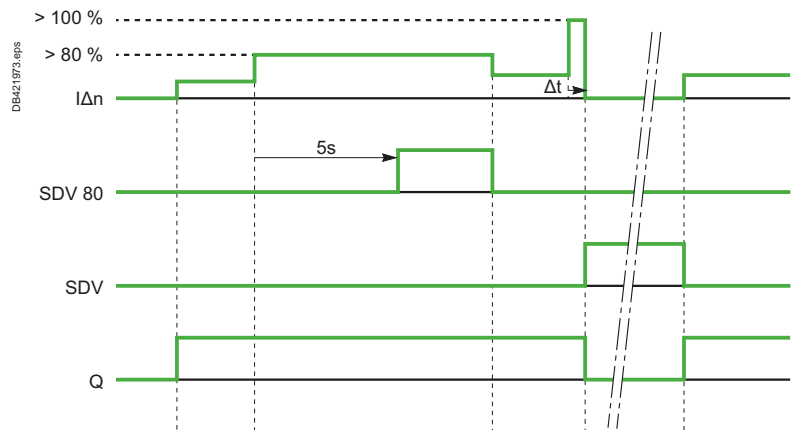 > 100 %
> 80 %
DB421973.eps
IΔn
Δt
5s
SDV 80
SDV
Q